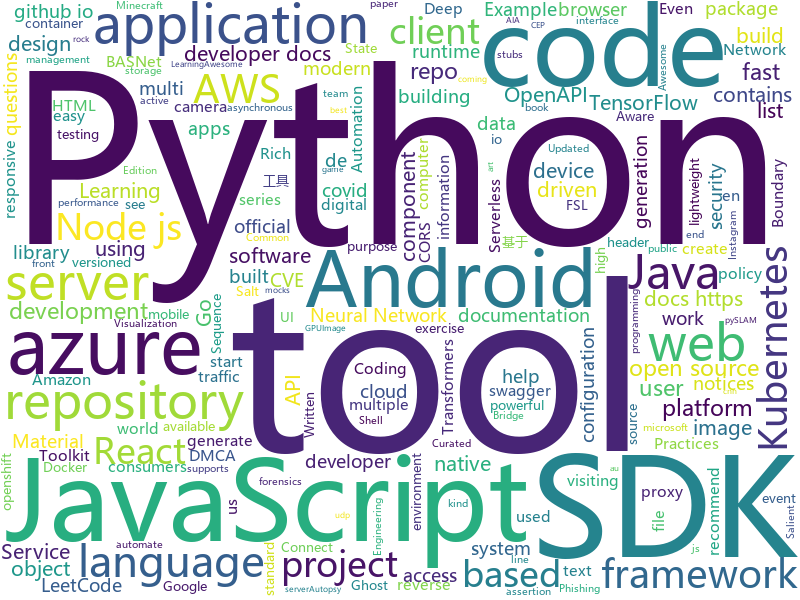 Minecraft
github io
container
application
client
Example
browser
AIA
CEP
interface
Deep
paper
Even
package
rock
design
developer docs
management
storage
LearningAwesome
State
runtime
stubs
Awesome
build
Network
BASNet
modern
repo
code
fast
questions
HTML
active
asynchronous
AWS
multi
team
best
building
OpenAPI
TensorFlow
contains
list
easy
testing
camera
apps
Automation
coming
book
Updated
data
io
Python
Rich
de
component
CORS
computer
information
Serverless
Aware
device
driven
FSL
generation
lightweight
security
en
Boundary
responsive
Learning
工具
covid
digital
art
Edition
game
performance
see
series
基于
Node js
using
official
library
versioned
software
purpose
high
header
public
create
Instagram
end
front
Common
server
built
CVE
Android
Java
policy
development
mobile
Go
Salt
mocks
UI
Neural Network
documentation
docs https
programming
pySLAM
Visualization
Sequence
GPUImage
exercise
work
azure
start
tool
Coding
Transformers
help
configuration
web
Kubernetes
Amazon
traffic
API
cloud
swagger
open source
user
notices
repository
world
available
Written
multiple
powerful
source
platform
Shell
Bridge
image
Material
generate
Curated
microsoft
supports
Practices
React
Toolkit
Docker
consumers
DMCA
developer
native
openshift
JavaScript
us
forensics
environment
kind
SDK
visiting
au
proxy
recommend
event
Service
object
language
standard
Connect
automate
project
Engineering
udp
access
system
used
line
file
js
Salient
LeetCode
Google
serverAutopsy
Ghost
reverse
based
text
assertion
Phishing
framework